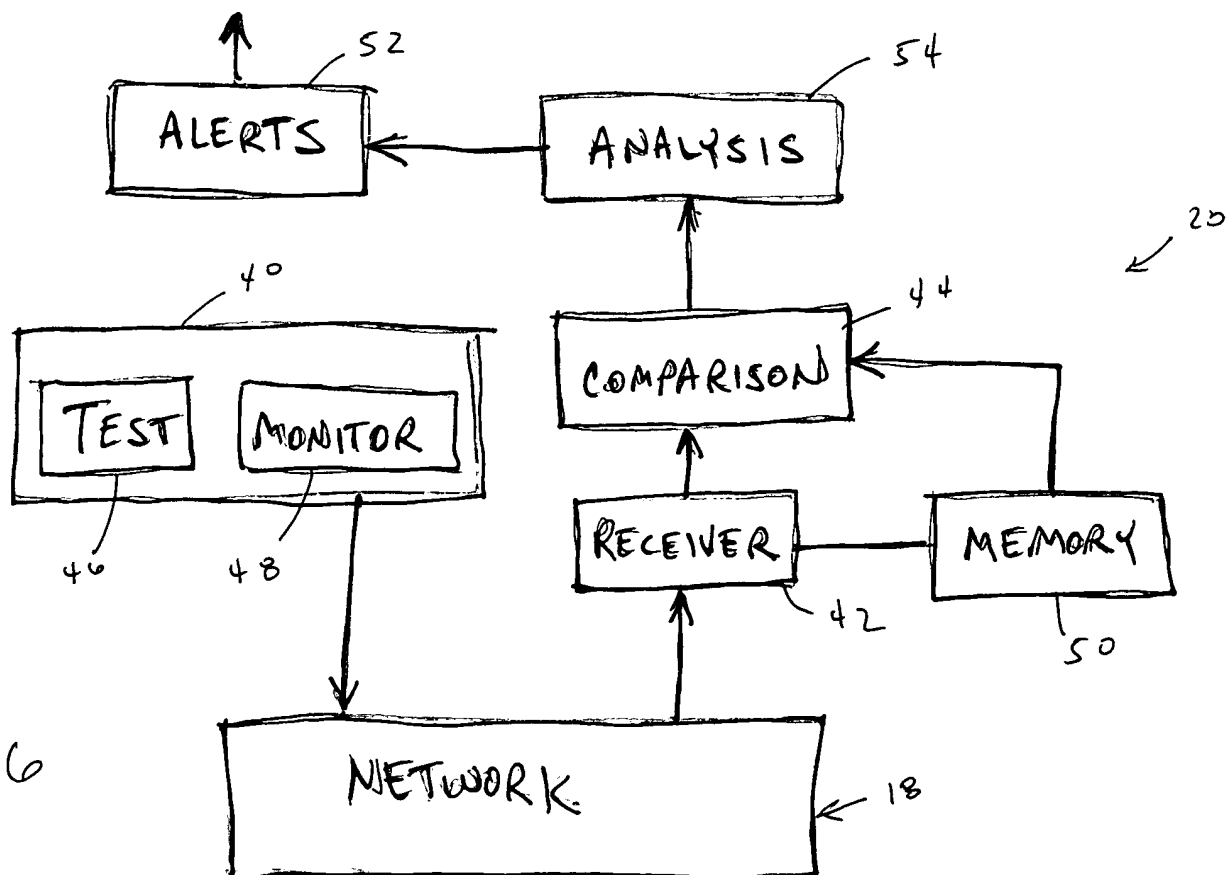 52
54
ALERTS
ANALYSIS
20
40
44
COMPARISON
TEST
MONITOR
RECEIVER
MEMORY
46
48
42
50
6
NETWORK
18